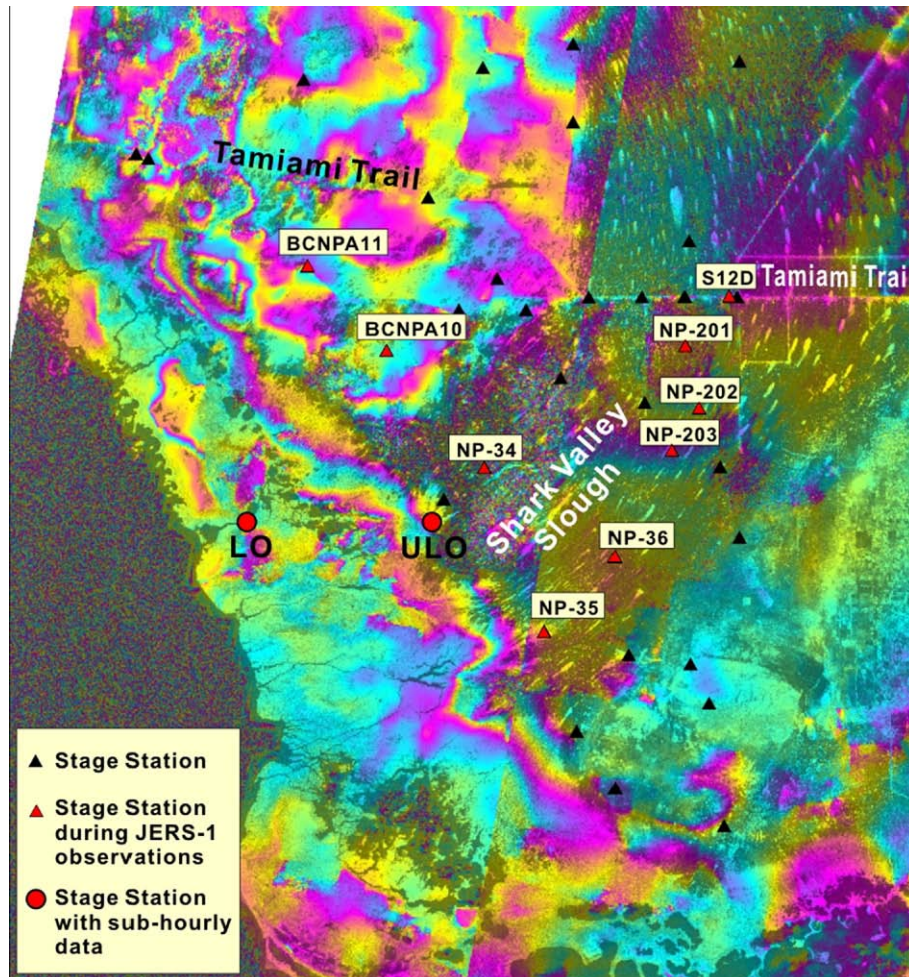 Tamiami Trail
BCNPA11
S12D
Tamiami Trai
BCNPA10
NP-201
NP-202
NP-203
NP-34
Shark Valley
Slough
LO
ULO
NP-36
NP-35
Stage Station
Stage Station
during JERS-1
observations
Stage Station
with sub-hourly
data